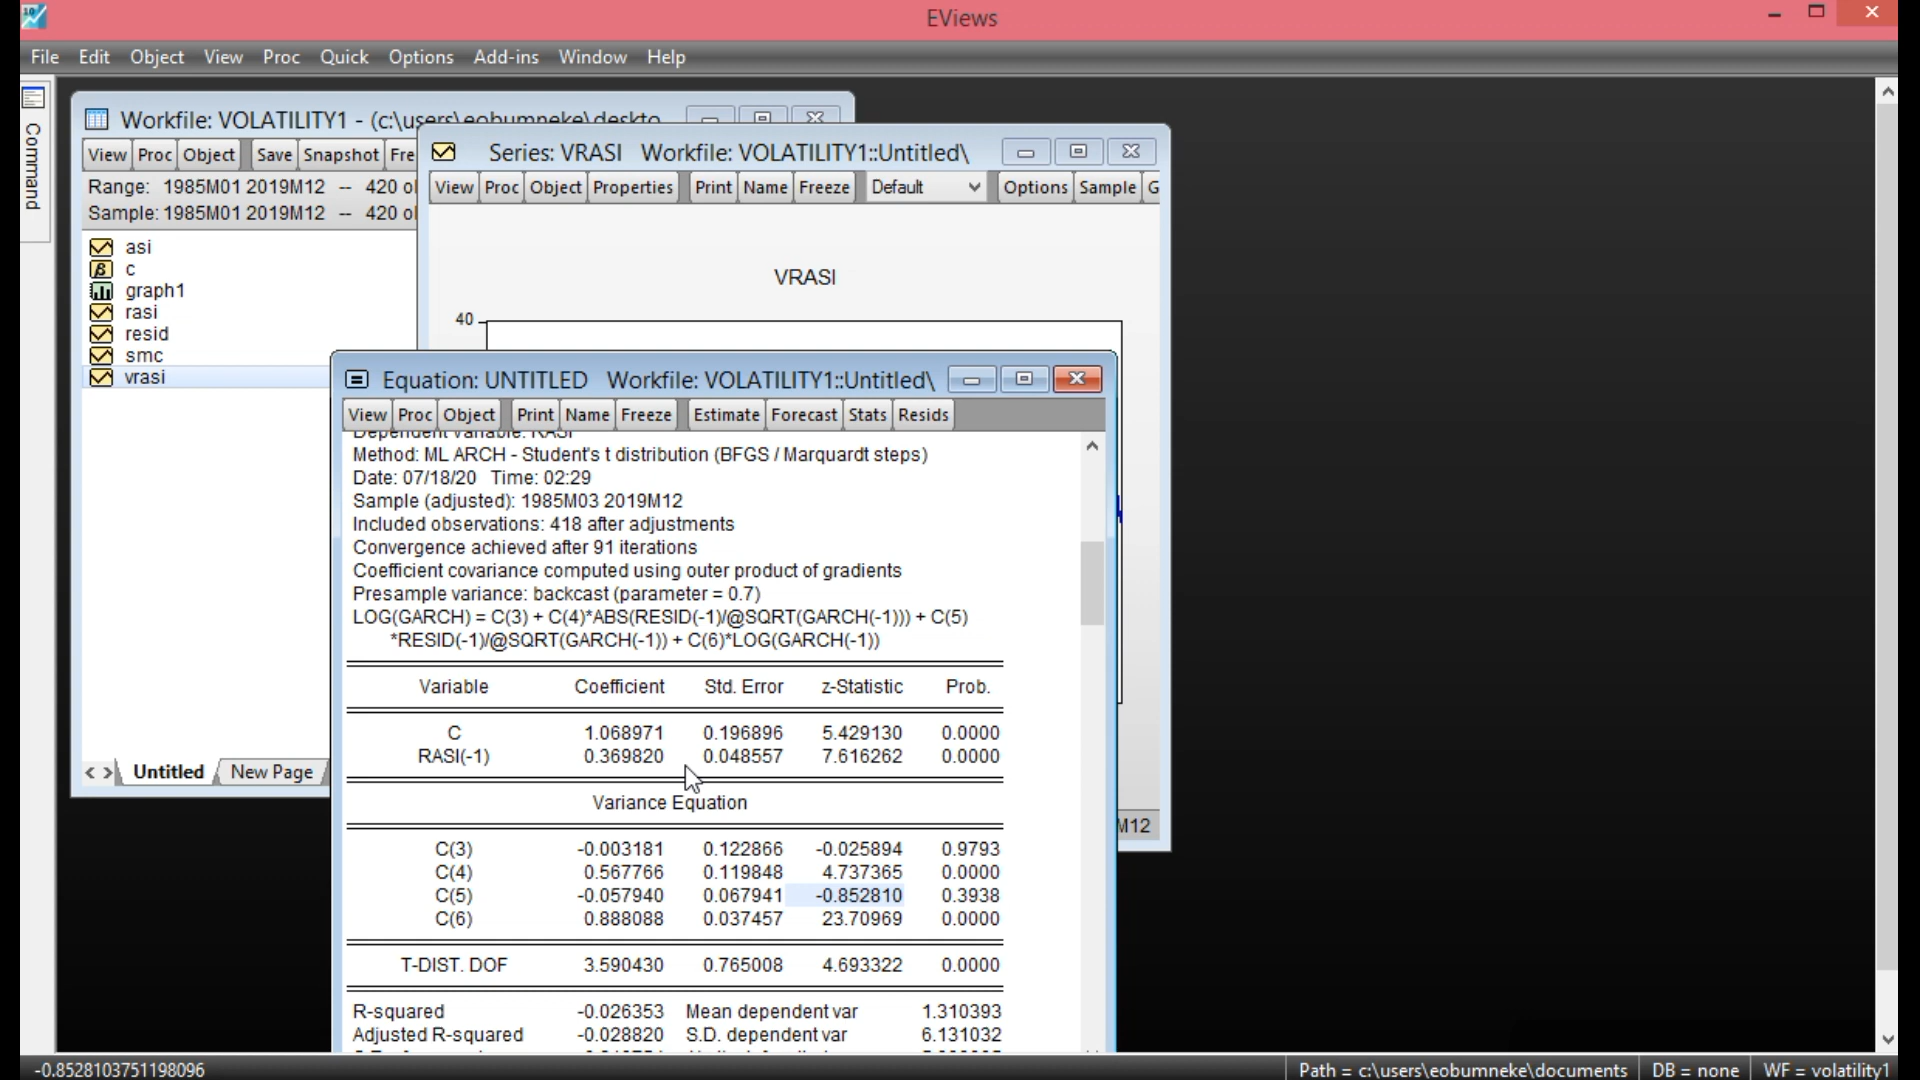 EViews
File Edit Object View Proc Quick Options Add-ins Window Help
Command
Workfile: VOLATILITY1 - (c:\users\eobumneke\deskto
View Proc Object Save Snapshot Fre
Range: 1985M01 2019M12 -- 420 ol
Sample: 1985M01 2019M12 -- 420 ol
asi
c
graph1
rasi
resid
smc
vrasi
Untitled New Page
Series: VRASI Workfile: VOLATILITY1::Untitled\
View Proc Object Properties Print Name Freeze Default Options Sample G
VRASI
40
M12
Equation: UNTITLED Workfile: VOLATILITY1::Untitled\
View Proc Object Print Name Freeze Estimate Forecast Stats Resids
Dependent Variable: RASI
Method: ML ARCH - Student's t distribution (BFGS / Marquardt steps)
Date: 07/18/20 Time: 02:29
Sample (adjusted): 1985M03 2019M12
Included observations: 418 after adjustments
Convergence achieved after 91 iterations
Coefficient covariance computed using outer product of gradients
Presample variance: backcast (parameter = 0.7)
LOG(GARCH) = C(3) + C(4)*ABS(RESID(-1)/@SQRT(GARCH(-1))) + C(5)
*RESID(-1)/@SQRT(GARCH(-1)) + C(6)*LOG(GARCH(-1))
Variable Coefficient Std. Error z-Statistic Prob.
C 1.068971 0.196896 5.429130 0.0000
RASI(-1) 0.369820 0.048557 7.616262 0.0000
Variance Equation
C(3) -0.003181 0.122866 -0.025894 0.9793
C(4) 0.567766 0.119848 4.737365 0.0000
C(5) -0.057940 0.067941 -0.852810 0.3938
C(6) 0.888088 0.037457 23.70969 0.0000
T-DIST. DOF 3.590430 0.765008 4.693322 0.0000
R-squared -0.026353 Mean dependent var 1.310393
Adjusted R-squared -0.028820 S.D. dependent var 6.131032
-0.8528103751198096
Path = c:\users\eobumneke\documents DB = none WF = volatility1